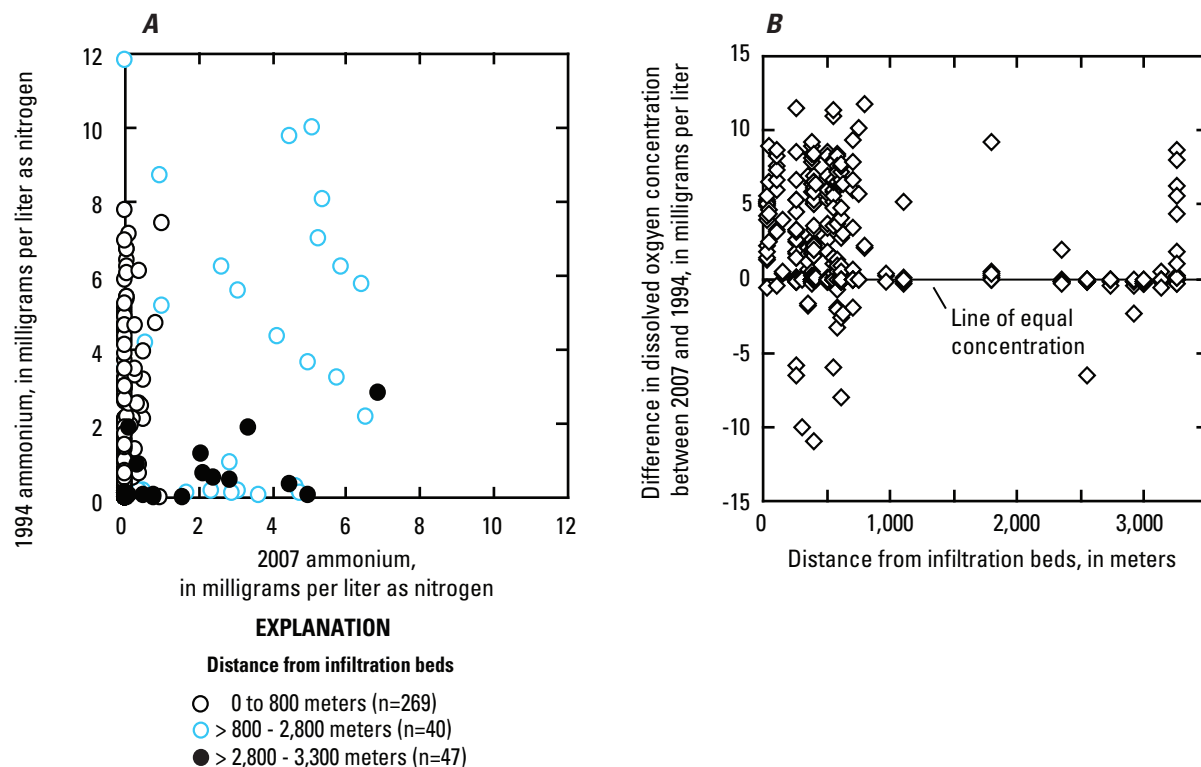 A
1994 ammonium, in milligrams per liter as nitrogen
12
10
8
6
4
2
0
0 2 4 6 8 10 12
2007 ammonium,
in milligrams per liter as nitrogen
EXPLANATION
Distance from infiltration beds
0 to 800 meters (n=269)
> 800 - 2,800 meters (n=40)
> 2,800 - 3,300 meters (n=47)
B
Difference in dissolved oxgyen concentration
between 2007 and 1994, in milligrams per liter
15
10
5
0
-5
-10
-15
0 1,000 2,000 3,000
Line of equal
concentration
Distance from infiltration beds, in meters